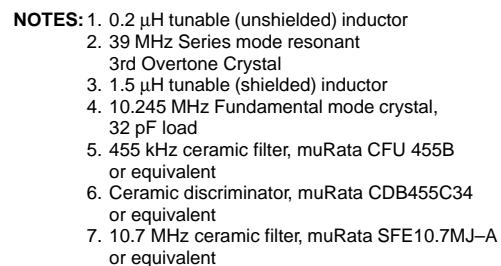 NOTES: 1. 0.2 μH tunable (unshielded) inductor
2. 39 MHz Series mode resonant
3rd Overtone Crystal
3. 1.5 μH tunable (shielded) inductor
4. 10.245 MHz Fundamental mode crystal,
32 pF load
5. 455 kHz ceramic filter, muRata CFU 455B
or equivalent
6. Ceramic discriminator, muRata CDB455C34
or equivalent
7. 10.7 MHz ceramic filter, muRata SFE10.7MJ–A
or equivalent